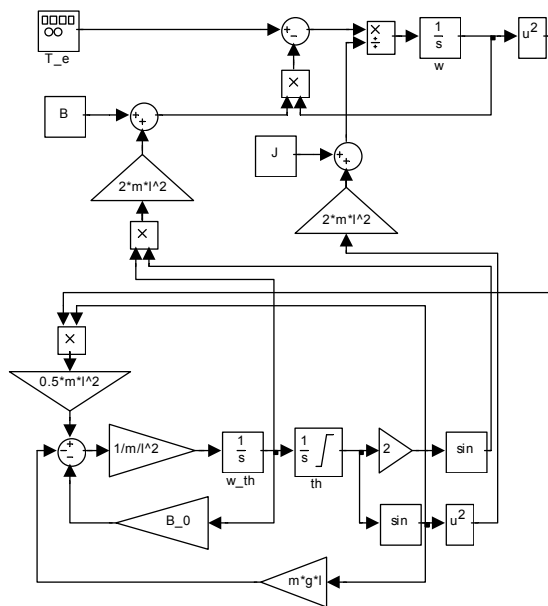 T_e
×
÷
1
s
w
u²
×
B
J
2*m*l^2
2*m*l^2
×
×
0.5*m*l^2
1/m/l^2
1
s
w_th
1
s
th
2
sin
B_0
sin
u²
m*g*l